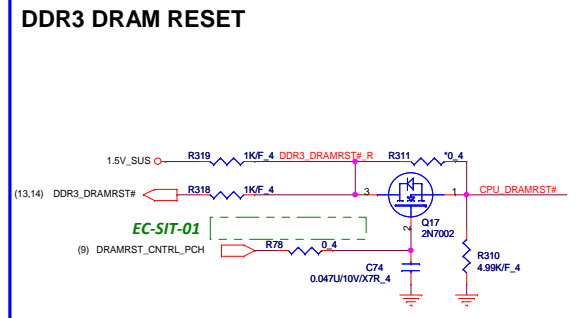 DDR3 DRAM RESET
1.5V_SUS R319 1K/F_4 DDR3_DRAMRST#_R R311 *0_4
(13,14) DDR3_DRAMRST# R318 1K/F_4 3 1 CPU_DRAMRST#
EC-SIT-01
2
Q17
2N7002
(9) DRAMRST_CNTRL_PCH R78 0_4
R310
4.99K/F_4
C74
0.047U/10V/X7R_4